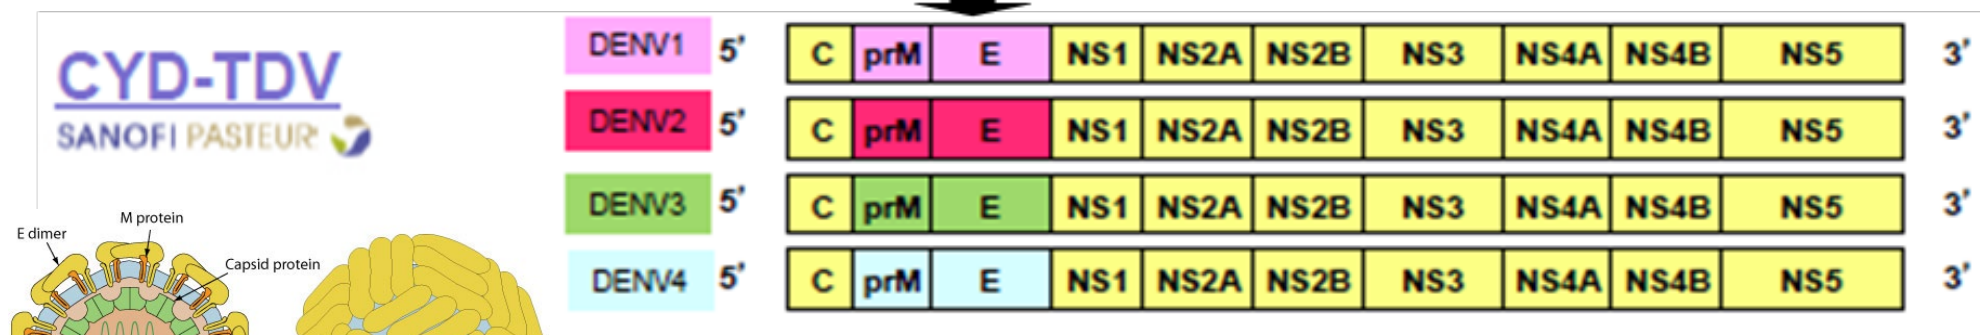 CYD-TDV
SANOFI PASTEUR
DENV1 5’ C prM E NS1 NS2A NS2B NS3 NS4A NS4B NS5 3’
DENV2 5’ C prM E NS1 NS2A NS2B NS3 NS4A NS4B NS5 3’
DENV3 5’ C prM E NS1 NS2A NS2B NS3 NS4A NS4B NS5 3’
DENV4 5’ C prM E NS1 NS2A NS2B NS3 NS4A NS4B NS5 3’
M protein
E dimer
Capsid protein